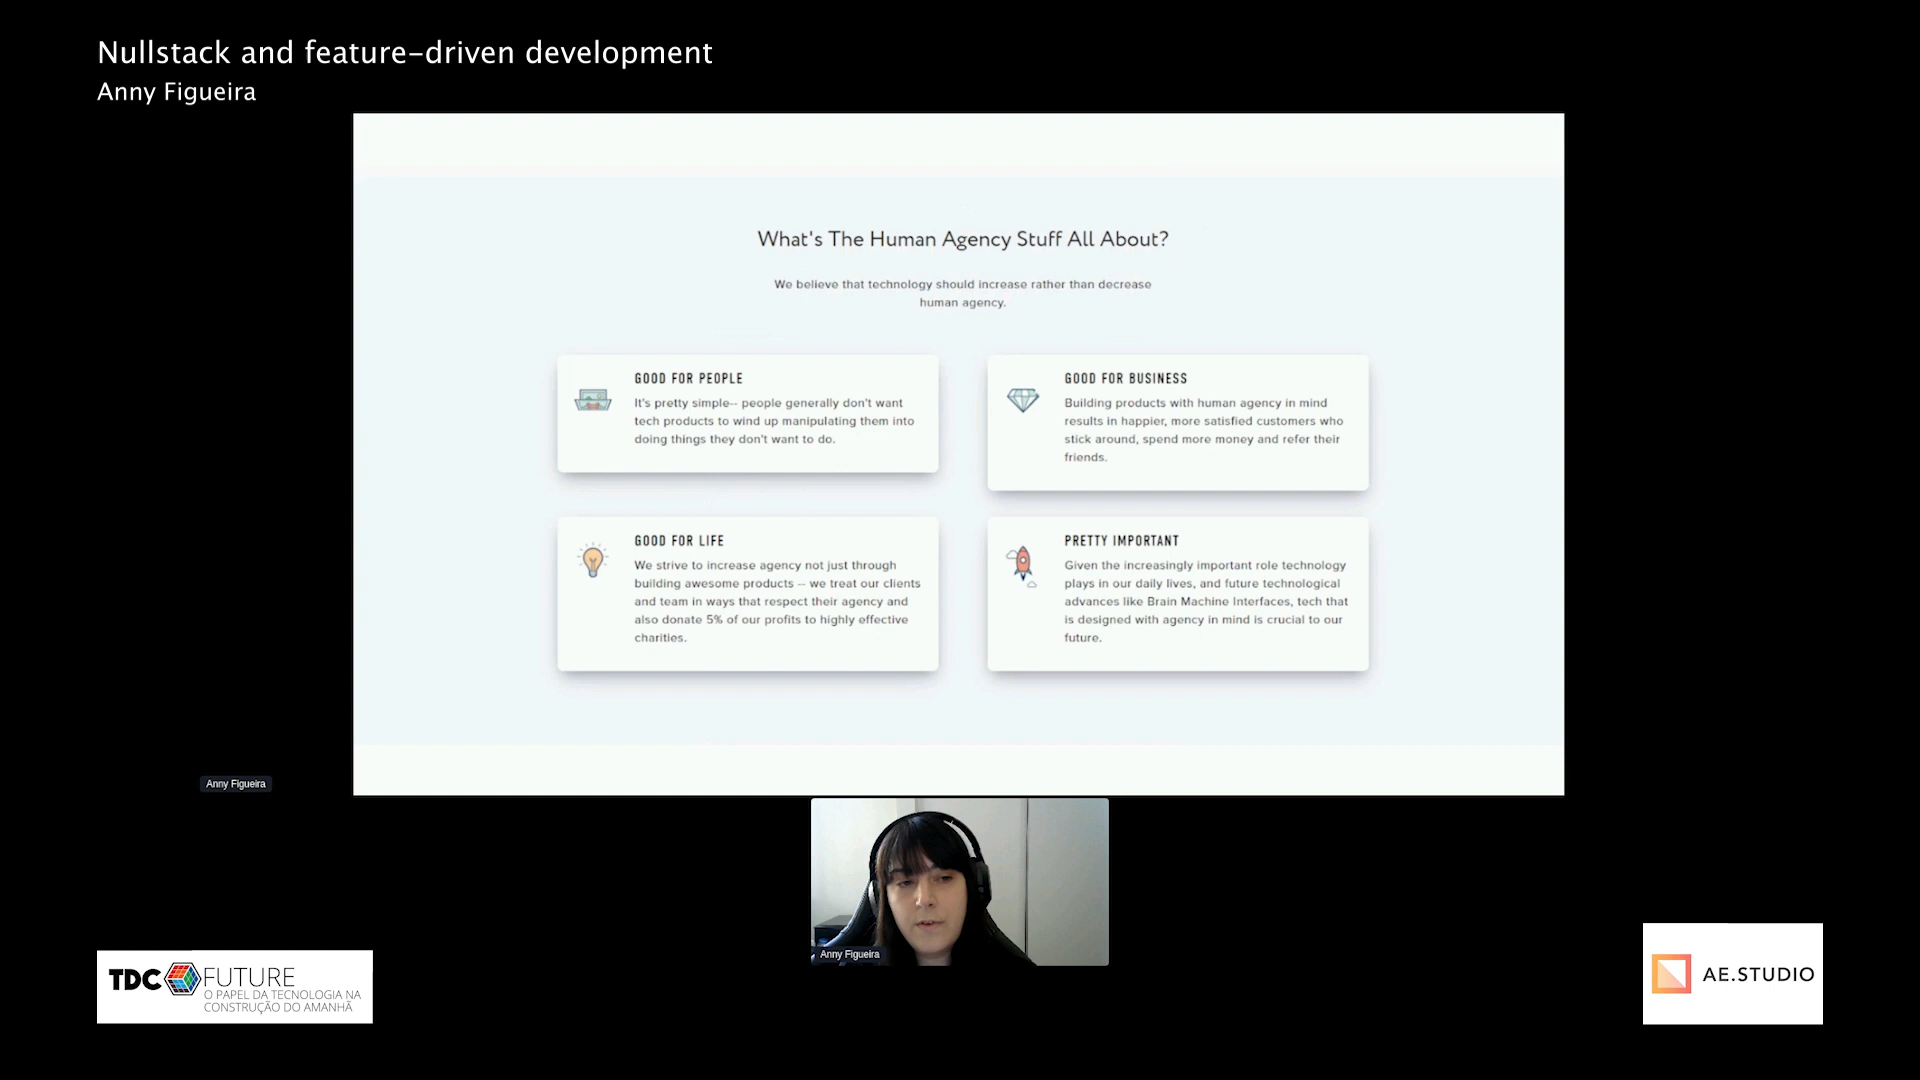 Nullstack and feature-driven development
Anny Figueira
What's The Human Agency Stuff All About?
We believe that technology should increase rather than decrease
human agency.
GOOD FOR PEOPLE
It's pretty simple-- people generally don't want
tech products to wind up manipulating them into
doing things they don't want to do.
GOOD FOR BUSINESS
Building products with human agency in mind
results in happier, more satisfied customers who
stick around, spend more money and refer their
friends.
GOOD FOR LIFE
We strive to increase agency not just through
building awesome products -- we treat our clients
and team in ways that respect their agency and
also donate 5% of our profits to highly effective
charities.
PRETTY IMPORTANT
Given the increasingly important role technology
plays in our daily lives, and future technological
advances like Brain Machine Interfaces, tech that
is designed with agency in mind is crucial to our
future.
Anny Figueira
Anny Figueira
TDC FUTURE
O PAPEL DA TECNOLOGIA NA
CONSTRUÇÃO DO AMANHÃ
AE.STUDIO